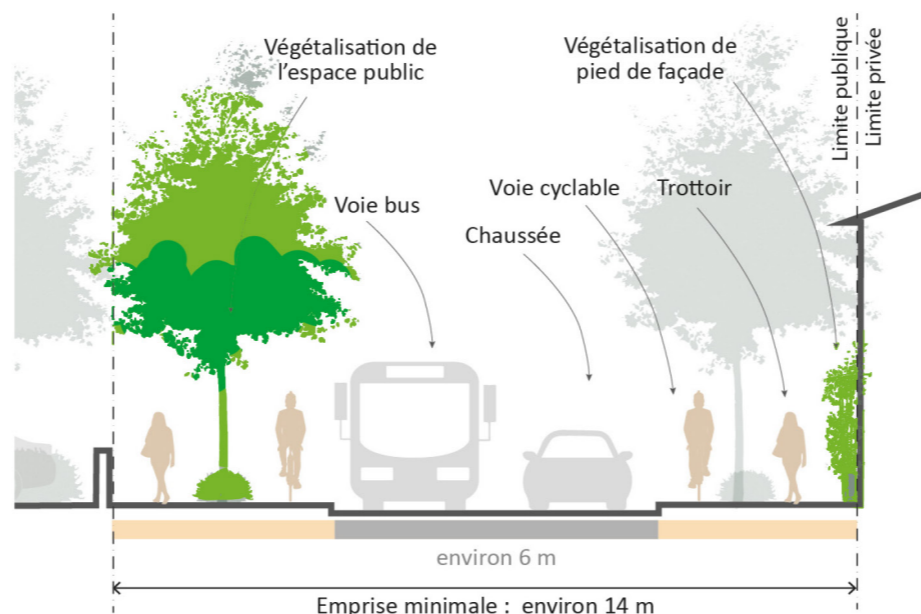 Végétalisation de
l'espace public
Végétalisation de
pied de façade
Limite publique
Limite privée
Voie bus
Chaussée
Voie cyclable
Trottoir
environ 6 m
Emprise minimale : environ 14 m